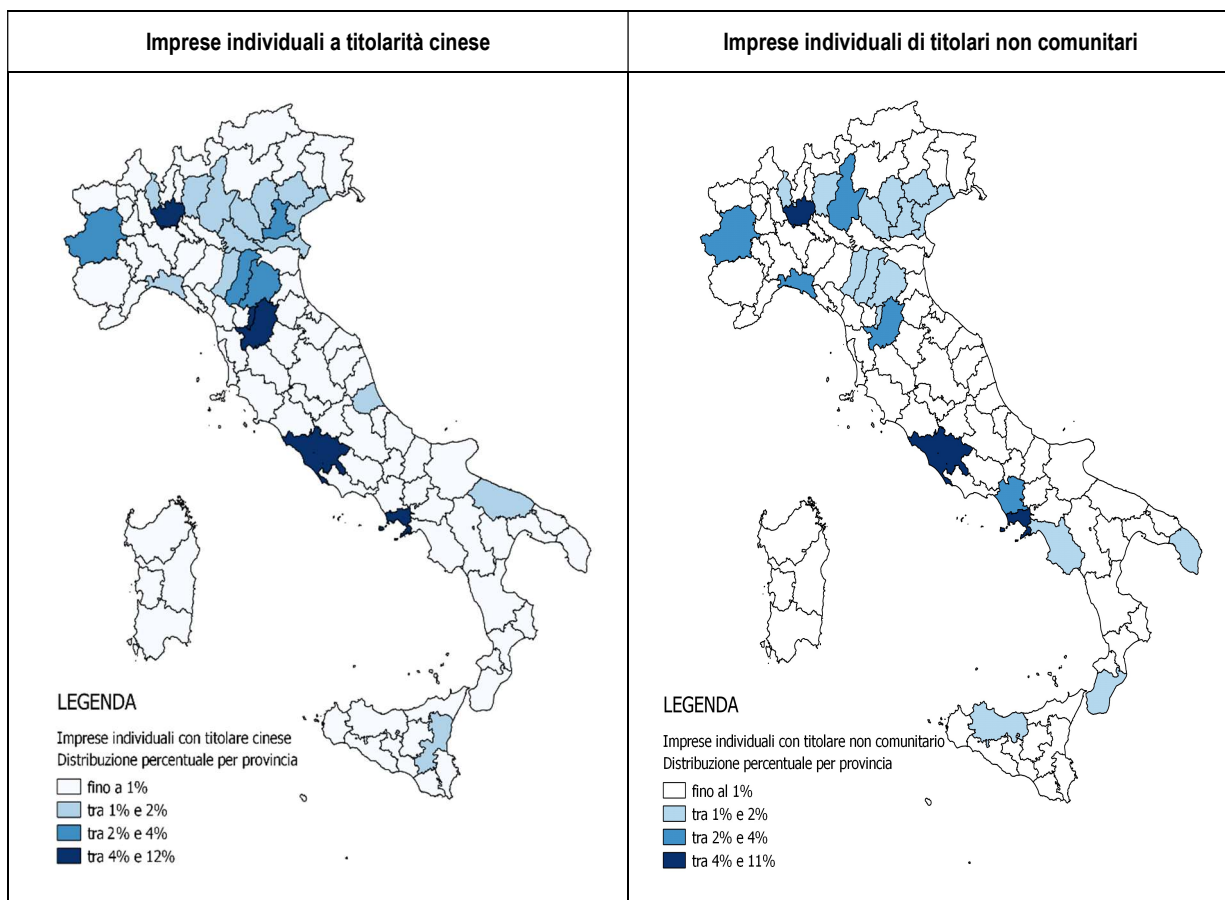 Imprese individuali a titolarità cinese
Imprese individuali di titolari non comunitari
LEGENDA
Imprese individuali con titolare cinese
Distribuzione percentuale per provincia
fino a 1%
tra 1% e 2%
tra 2% e 4%
tra 4% e 12%
LEGENDA
Imprese individuali con titolare non comunitario
Distribuzione percentuale per provincia
fino al 1%
tra 1% e 2%
tra 2% e 4%
tra 4% e 11%